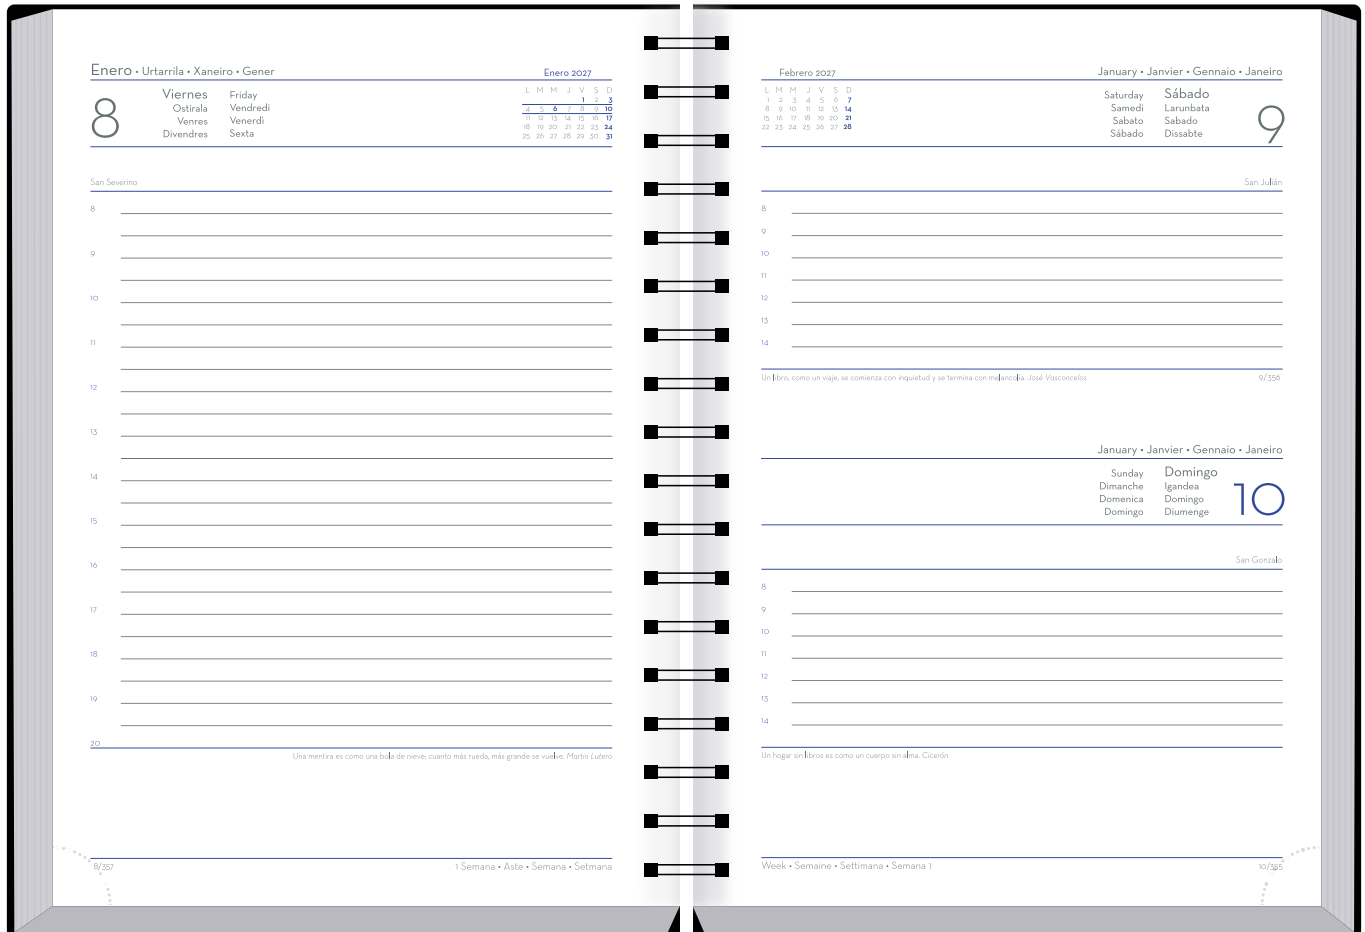 Enero • Urtarrila • Xaneiro • Gener
Enero 2027
8
Viernes Friday
Ostirala Vendredi
Venres Venerdì
Divendres Sexta
L M M J V S D
1 2 3
4 5 6 7 8 9 10
11 12 13 14 15 16 17
18 19 20 21 22 23 24
25 26 27 28 29 30 31
San Severino
8
9
10
11
12
13
14
15
16
17
18
19
20
Una mentira es como una bola de nieve; cuanto más rueda, más grande se vuelve. Martin Lutero
8/357
1 Semana • Aste • Semana • Setmana
Febrero 2027
January • Janvier • Gennaio • Janeiro
L M M J V S D
1 2 3 4 5 6 7
8 9 10 11 12 13 14
15 16 17 18 19 20 21
22 23 24 25 26 27 28
Saturday Sábado
Samedi Larunbata
Sabato Sabado
Sábado Dissabte
9
San Julián
8
9
10
11
12
13
14
Un libro, como un viaje, se comienza con inquietud y se termina con melancolía. José Vasconcelos
9/356
January • Janvier • Gennaio • Janeiro
Sunday Domingo
Dimanche Igandea
Domenica Domingo
Domingo Diumenge
10
San Gonzalo
8
9
10
11
12
13
14
Un hogar sin libros es como un cuerpo sin alma. Cicerón
Week • Semaine • Settimana • Semana 1
10/355